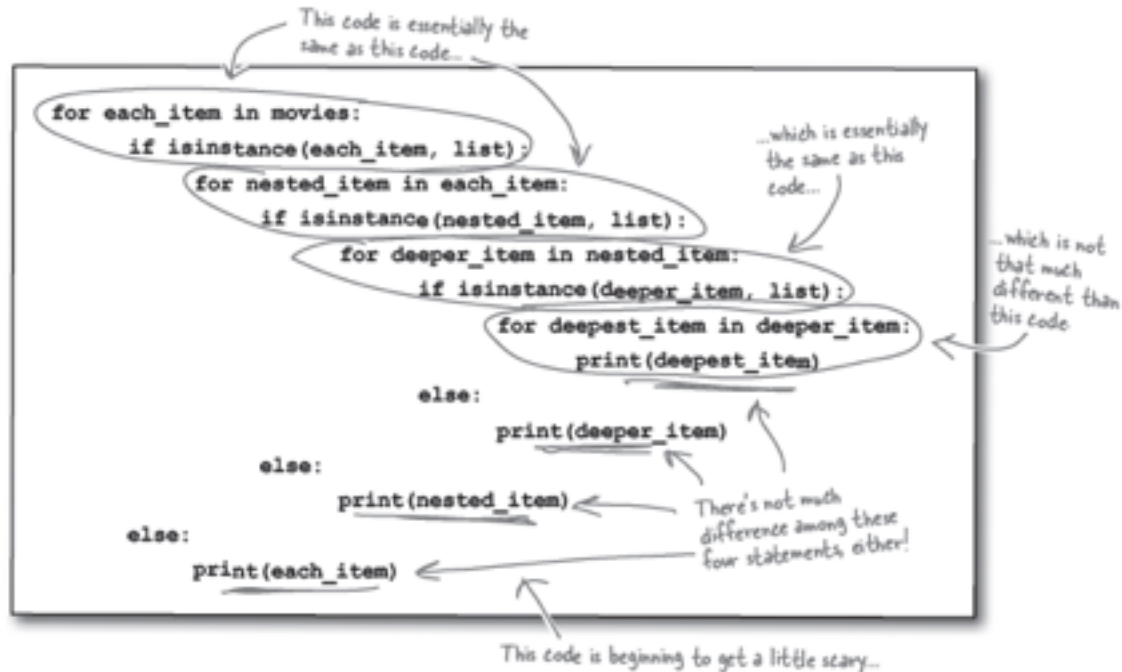 This code is essentially the
same as this code...
for each_item in movies:
if isinstance(each_item, list):
for nested_item in each_item:
if isinstance(nested_item, list):
for deeper_item in nested_item:
if isinstance(deeper_item, list):
for deepest_item in deeper_item:
print(deepest_item)
else:
print(deeper_item)
else:
print(nested_item)
else:
print(each_item)
...which is essentially
the same as this
code...
...which is not
that much
different than
this code
There's not much
difference among these
four statements, either!
This code is beginning to get a little scary...